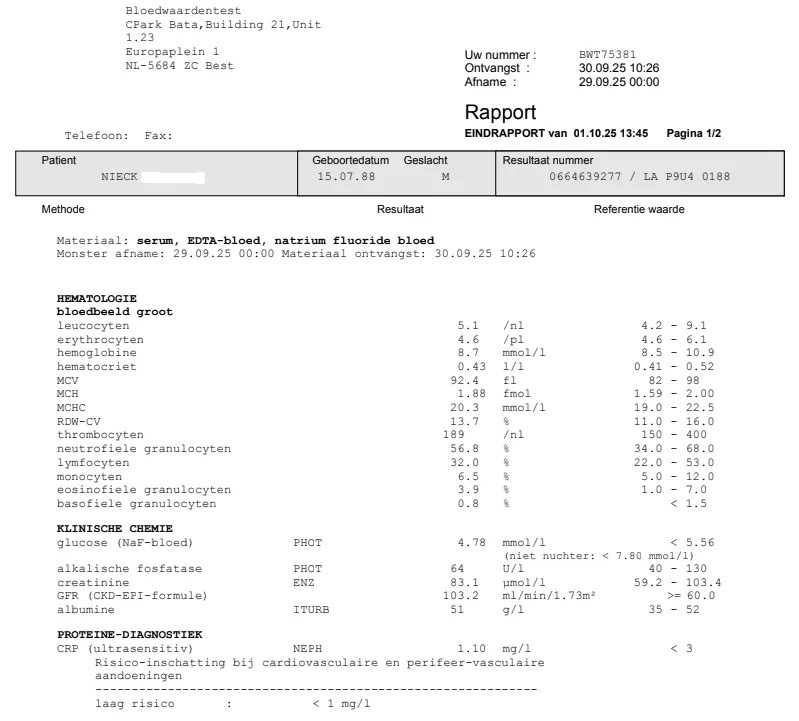 Bloedwaardentest
CPark Bata,Building 21,Unit
1.23
Europaplein 1
NL-5684 ZC Best
Uw nummer : BWT75381
Ontvangst : 30.09.25 10:26
Afname : 29.09.25 00:00
Rapport
Telefoon: Fax:
EINDRAPPORT van 01.10.25 13:45 Pagina 1/2
Patient Geboortedatum Geslacht Resultaat nummer
NIECK 15.07.88 M 0664639277 / LA P9U4 0188
Methode Resultaat Referentie waarde
Materiaal: serum, EDTA-bloed, natrium fluoride bloed
Monster afname: 29.09.25 00:00 Materiaal ontvangst: 30.09.25 10:26
HEMATOLOGIE
bloedbeeld groot
leucocyten 5.1 /nl 4.2 - 9.1
erythrocyten 4.6 /pl 4.6 - 6.1
hemoglobine 8.7 mmol/l 8.5 - 10.9
hematocriet 0.43 l/l 0.41 - 0.52
MCV 92.4 fl 82 - 98
MCH 1.88 fmol 1.59 - 2.00
MCHC 20.3 mmol/l 19.0 - 22.5
RDW-CV 13.7 % 11.0 - 16.0
thrombocyten 189 /nl 150 - 400
neutrofiele granulocyten 56.8 % 34.0 - 68.0
lymfocyten 32.0 % 22.0 - 53.0
monocyten 6.5 % 5.0 - 12.0
eosinofiele granulocyten 3.9 % 1.0 - 7.0
basofiele granulocyten 0.8 % < 1.5
KLINISCHE CHEMIE
glucose (NaF-bloed) PHOT 4.78 mmol/l < 5.56
(niet nuchter: < 7.80 mmol/l)
alkalische fosfatase PHOT 64 U/l 40 - 130
creatinine ENZ 83.1 µmol/l 59.2 - 103.4
GFR (CKD-EPI-formule) 103.2 ml/min/1.73m² >= 60.0
albumine ITURB 51 g/l 35 - 52
PROTEINE-DIAGNOSTIEK
CRP (ultrasensitiv) NEPH 1.10 mg/l < 3
Risico-inschatting bij cardiovasculaire en perifeer-vasculaire
aandoeningen
-------------------------------------------------------------
laag risico : < 1 mg/l